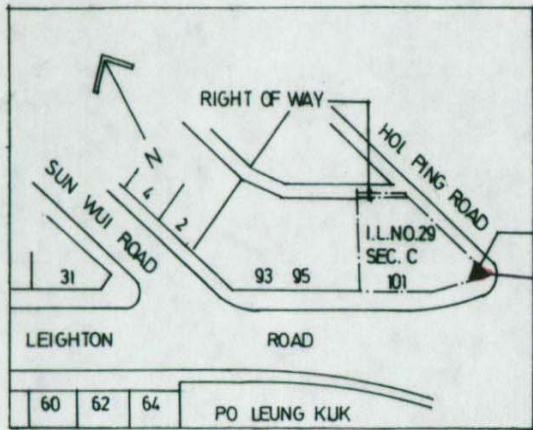 RIGHT OF WAY
HOI PING ROAD
N
SUN WUI ROAD
4
2
I.L.NO.29
SEC. C
31
93 95
101
LEIGHTON ROAD
60 62 64
PO LEUNG KUK